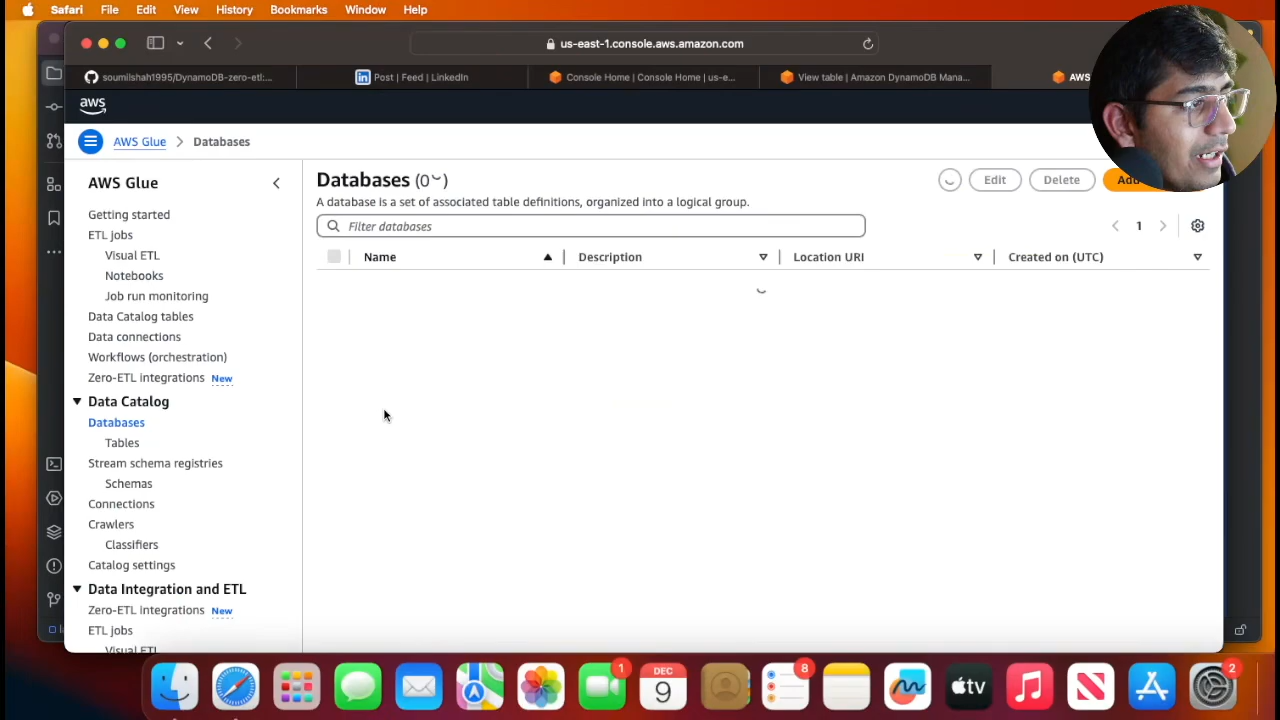 Safari File Edit View History Bookmarks Window Help
us-east-1.console.aws.amazon.com
soumilshah1995/DynamoDB-zero-etl:... Post | Feed | LinkedIn Console Home | Console Home | us-e... View table | Amazon DynamoDB Mana... AWS
aws
AWS Glue Databases
AWS Glue
Getting started
ETL jobs
Visual ETL
Notebooks
Job run monitoring
Data Catalog tables
Data connections
Workflows (orchestration)
Zero-ETL integrations New
Data Catalog
Databases
Tables
Stream schema registries
Schemas
Connections
Crawlers
Classifiers
Catalog settings
Data Integration and ETL
Zero-ETL integrations New
ETL jobs
Visual ETL
Databases (0)
Edit Delete Add
A database is a set of associated table definitions, organized into a logical group.
Filter databases
1
Name Description Location URI Created on (UTC)
1 DEC 9 8 tv 2